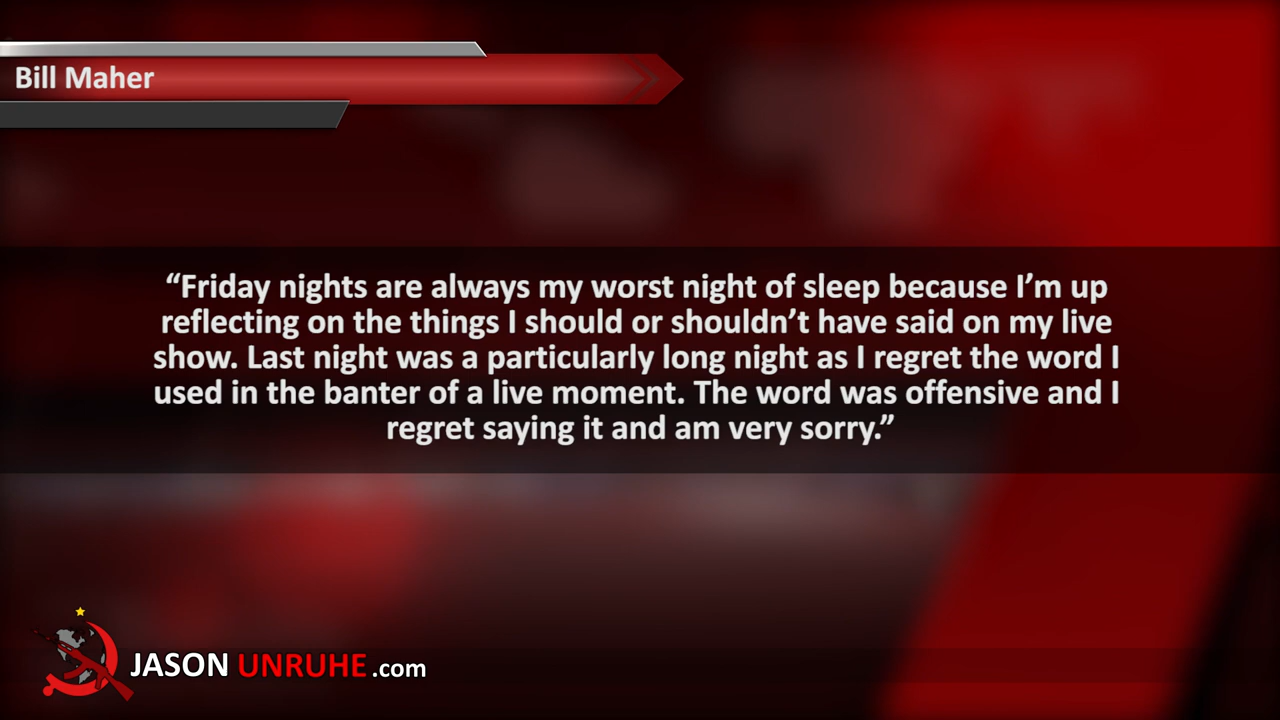 Bill Maher
“Friday nights are always my worst night of sleep because I’m up
reflecting on the things I should or shouldn’t have said on my live
show. Last night was a particularly long night as I regret the word I
used in the banter of a live moment. The word was offensive and I
regret saying it and am very sorry.”
JASON UNRUHE.com